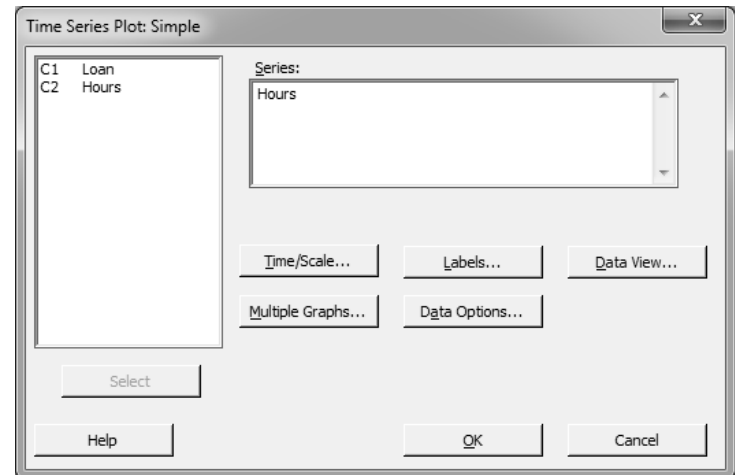 Time Series Plot: Simple
x
C1 Loan
C2 Hours
Series:
Hours
Time/Scale...
Labels...
Data View...
Multiple Graphs...
Data Options...
Select
Help
OK
Cancel